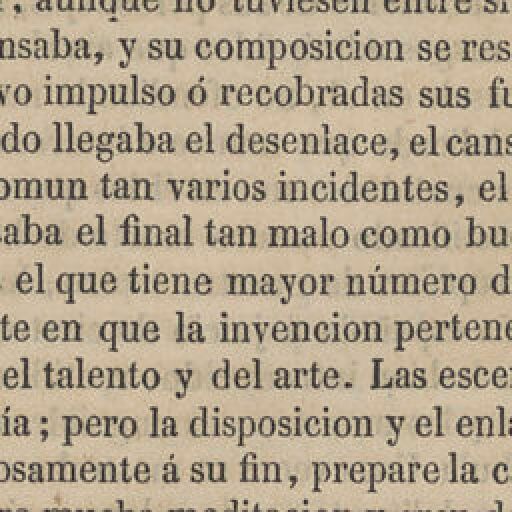 , aunque no tuviesen entre sí
nsaba, y su composicion se res
vo impulso ó recobradas sus fu
do llegaba el desenlace, el cans
omun tan varios incidentes, el
aba el final tan malo como bu
el que tiene mayor número d
te en que la invencion pertene
el talento y del arte. Las escen
ía; pero la disposicion y el enla
osamente á su fin, prepare la c
mucha meditacion y